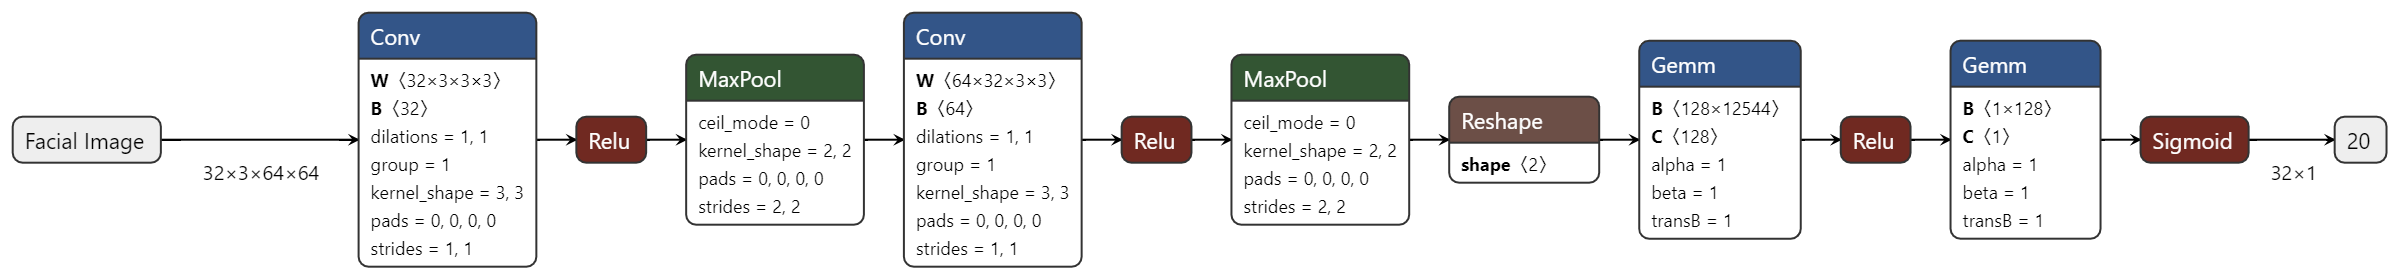 Facial Image
32×3×64×64
Conv
W 〈32×3×3×3〉
B 〈32〉
dilations = 1, 1
group = 1
kernel_shape = 3, 3
pads = 0, 0, 0, 0
strides = 1, 1
Relu
MaxPool
ceil_mode = 0
kernel_shape = 2, 2
pads = 0, 0, 0, 0
strides = 2, 2
Conv
W 〈64×32×3×3〉
B 〈64〉
dilations = 1, 1
group = 1
kernel_shape = 3, 3
pads = 0, 0, 0, 0
strides = 1, 1
Relu
MaxPool
ceil_mode = 0
kernel_shape = 2, 2
pads = 0, 0, 0, 0
strides = 2, 2
Reshape
shape 〈2〉
Gemm
B 〈128×12544〉
C 〈128〉
alpha = 1
beta = 1
transB = 1
Relu
Gemm
B 〈1×128〉
C 〈1〉
alpha = 1
beta = 1
transB = 1
Sigmoid
32×1
20